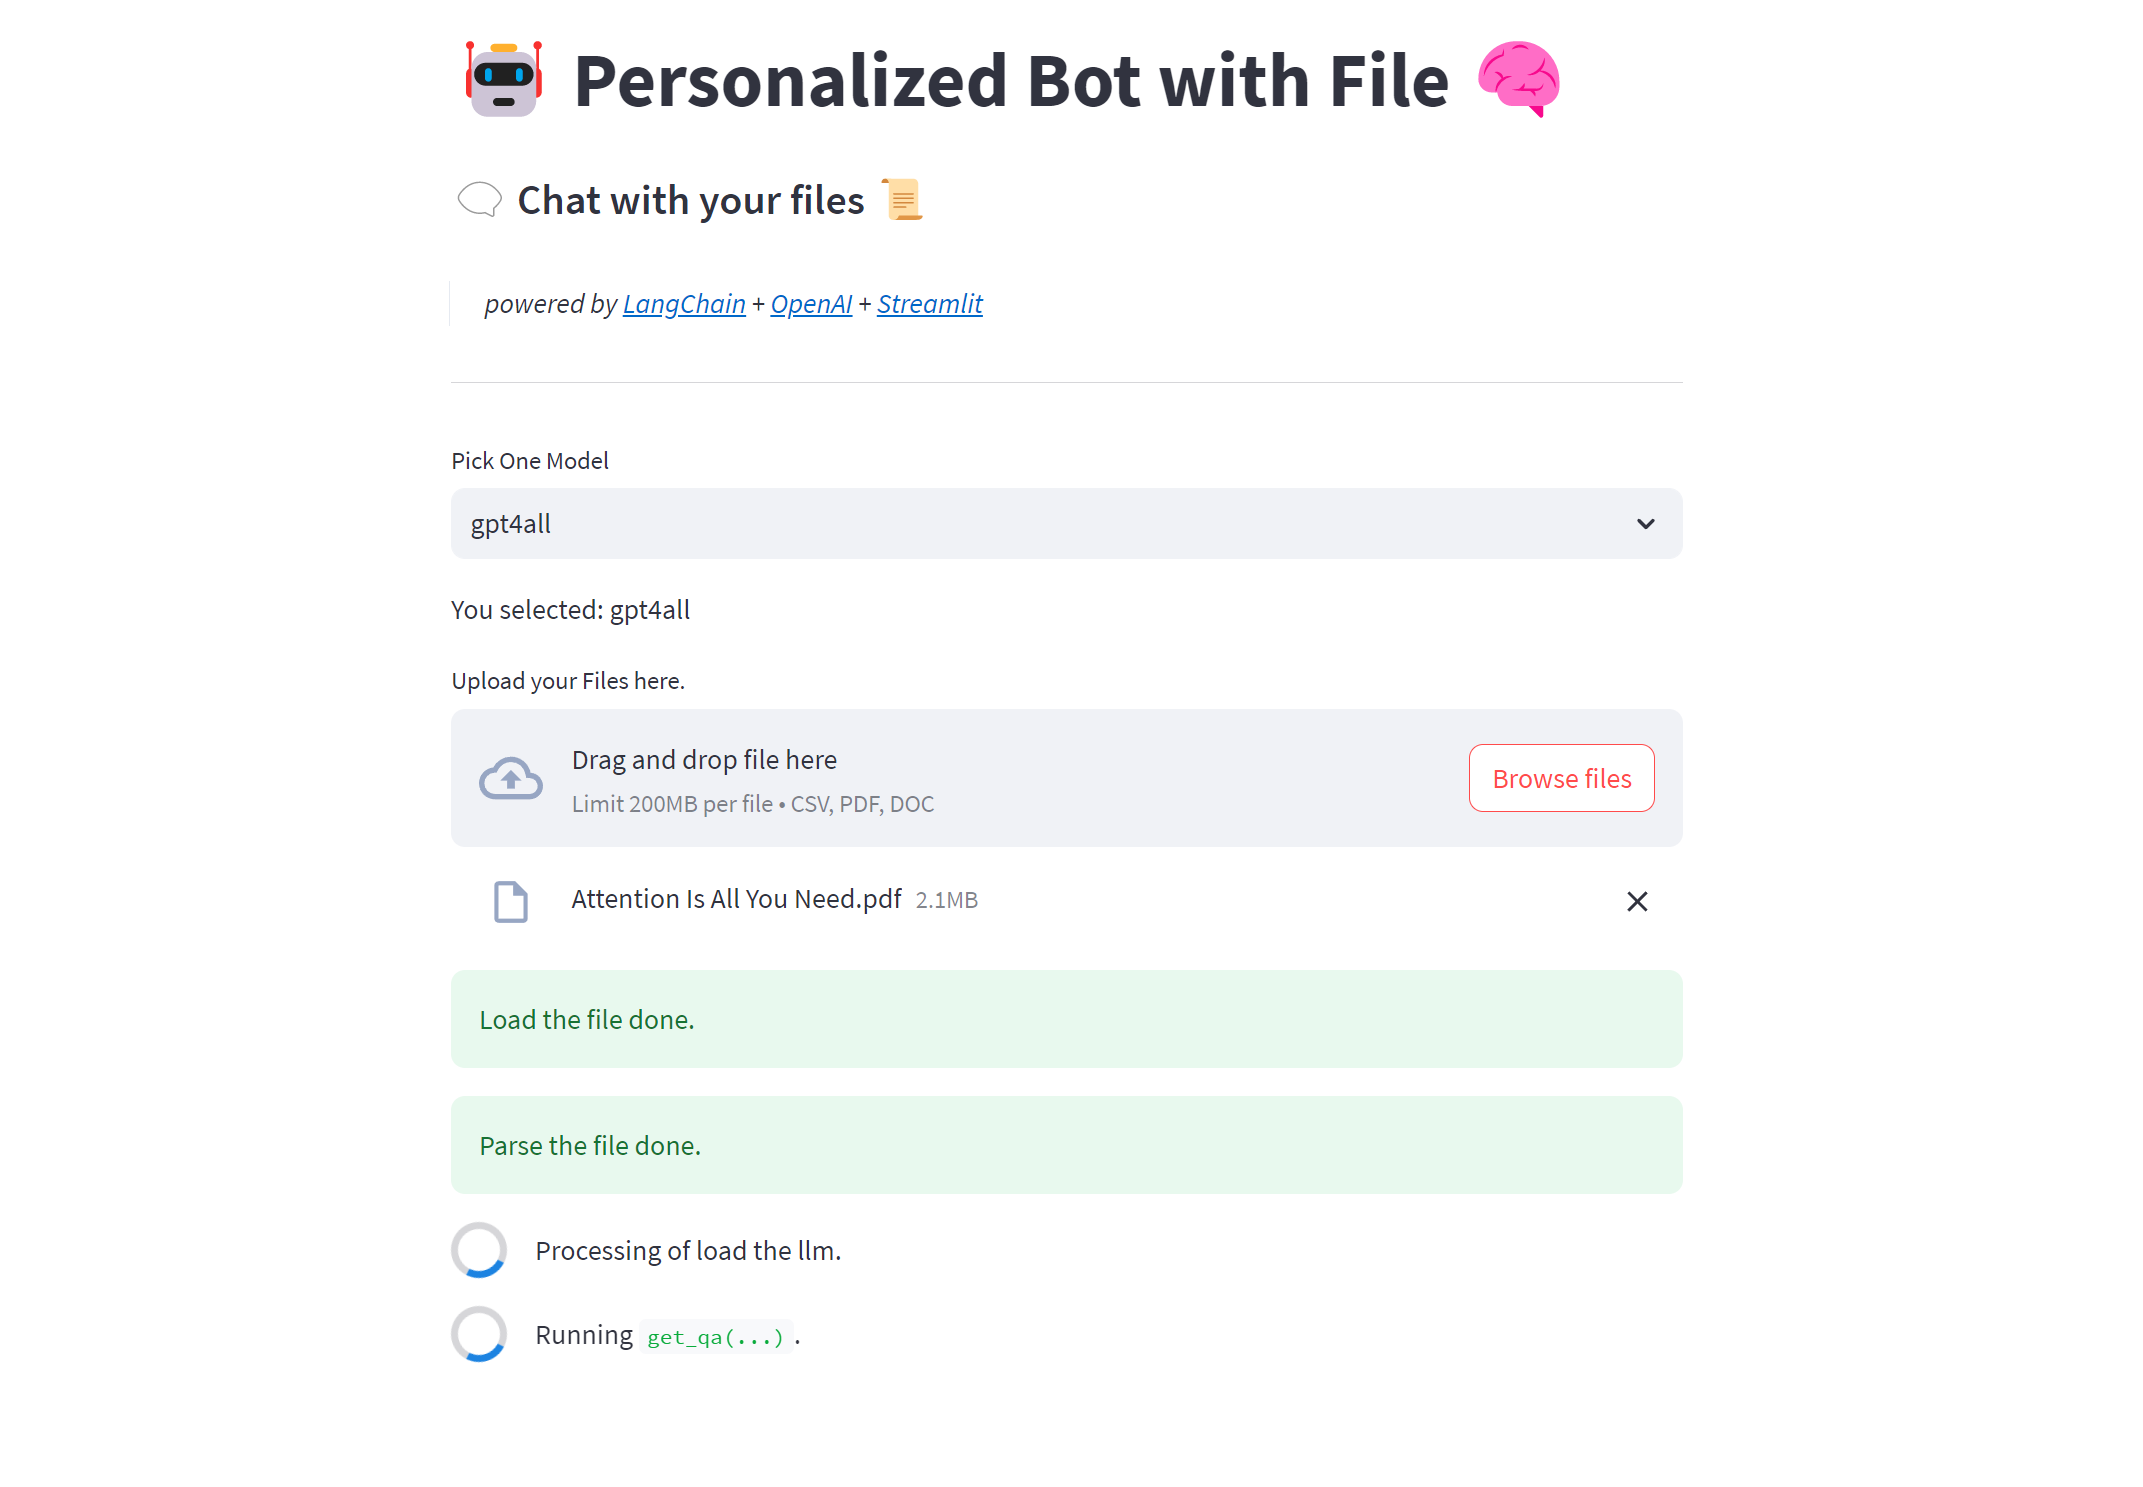 Personalized Bot with File
Chat with your files
powered by LangChain + OpenAI + Streamlit
Pick One Model
gpt4all
You selected: gpt4all
Upload your Files here.
Drag and drop file here
Limit 200MB per file • CSV, PDF, DOC
Browse files
Attention Is All You Need.pdf 2.1MB
Load the file done.
Parse the file done.
Processing of load the llm.
Running get_qa(...).